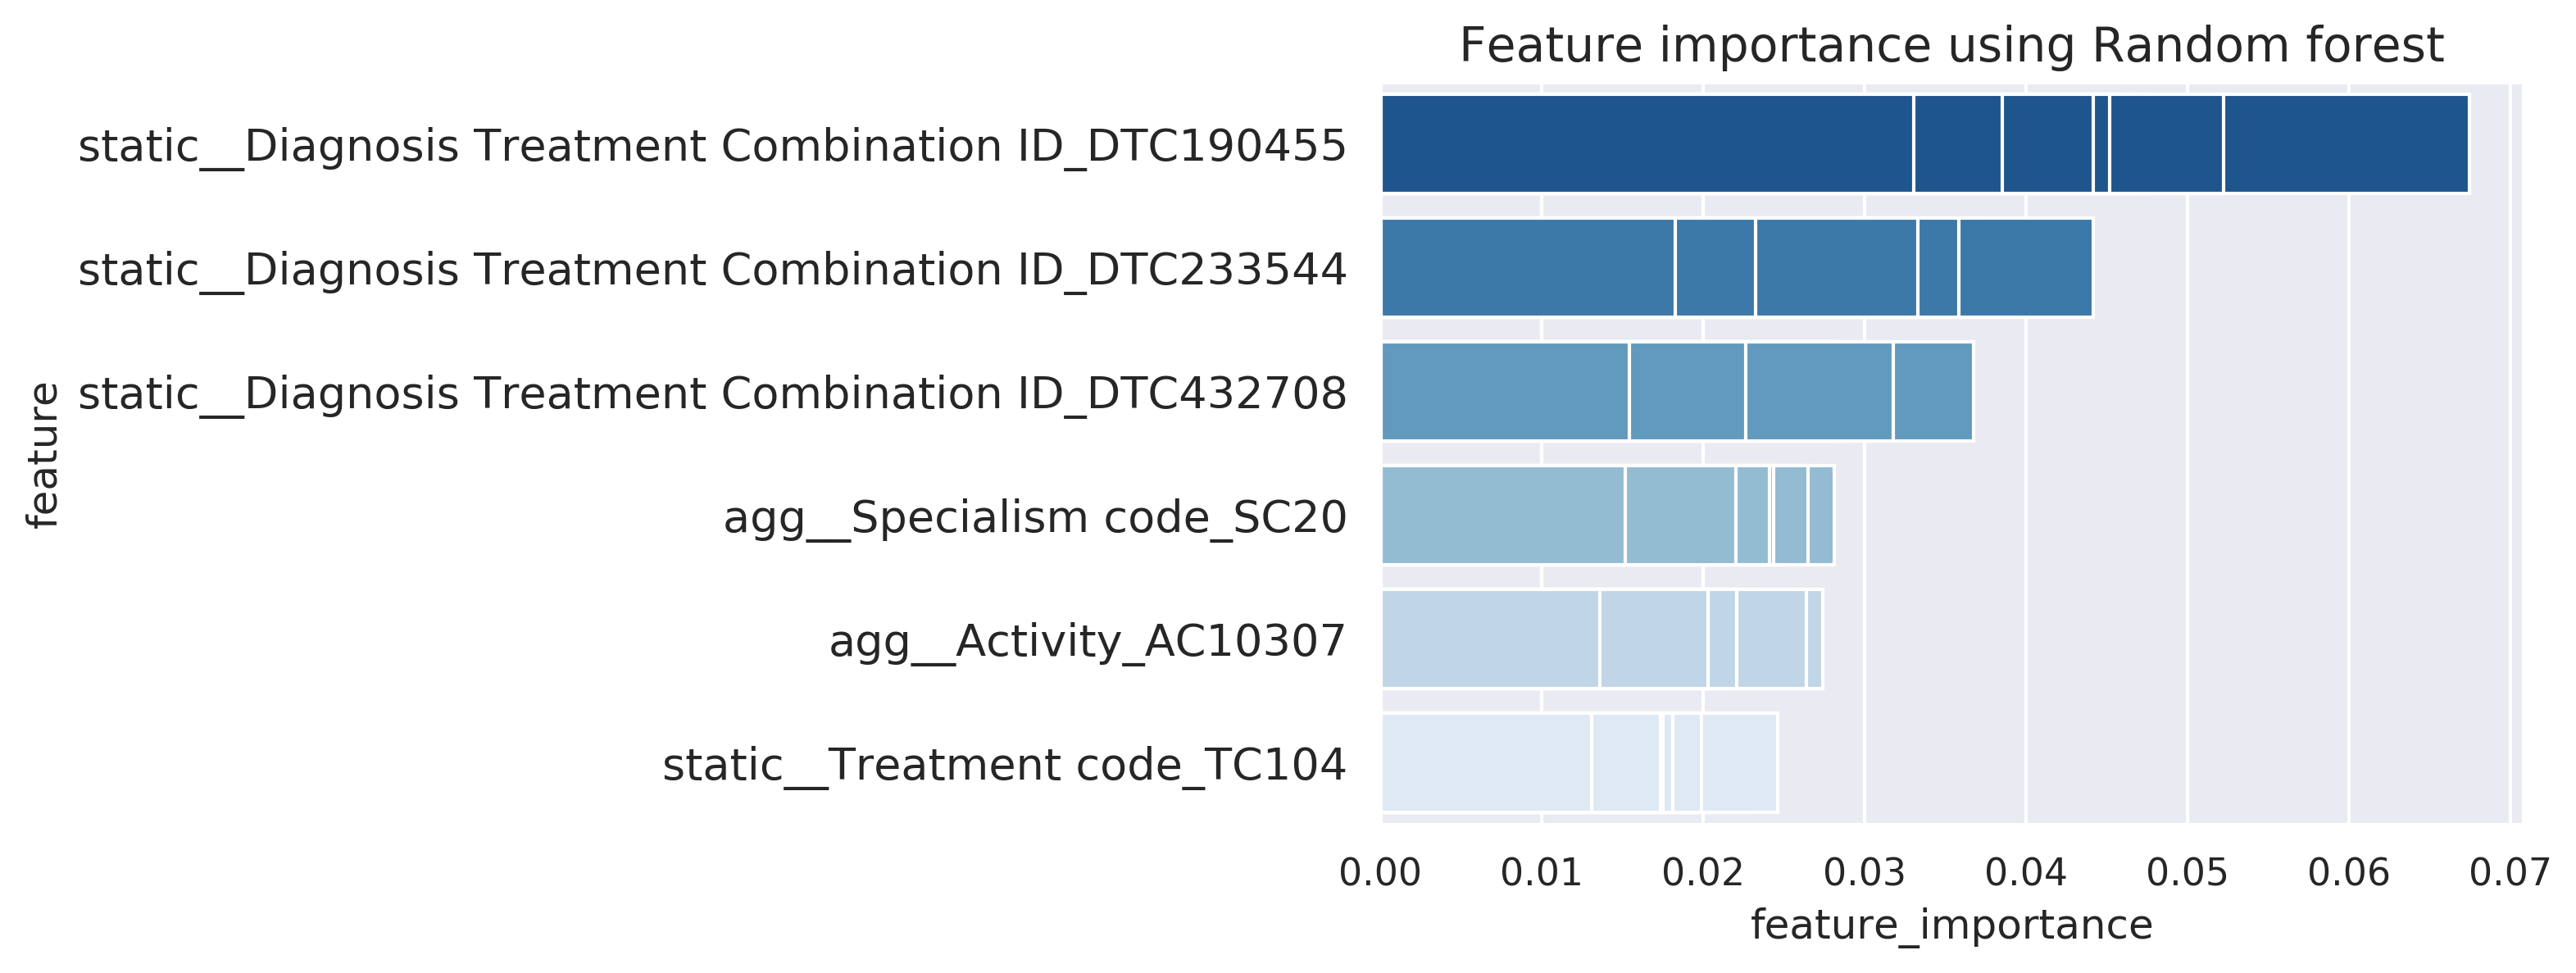 Feature importance using Random forest
feature
static__Diagnosis Treatment Combination ID_DTC190455
static__Diagnosis Treatment Combination ID_DTC233544
static__Diagnosis Treatment Combination ID_DTC432708
agg__Specialism code_SC20
agg__Activity_AC10307
static__Treatment code_TC104
0.00 0.01 0.02 0.03 0.04 0.05 0.06 0.07
feature_importance